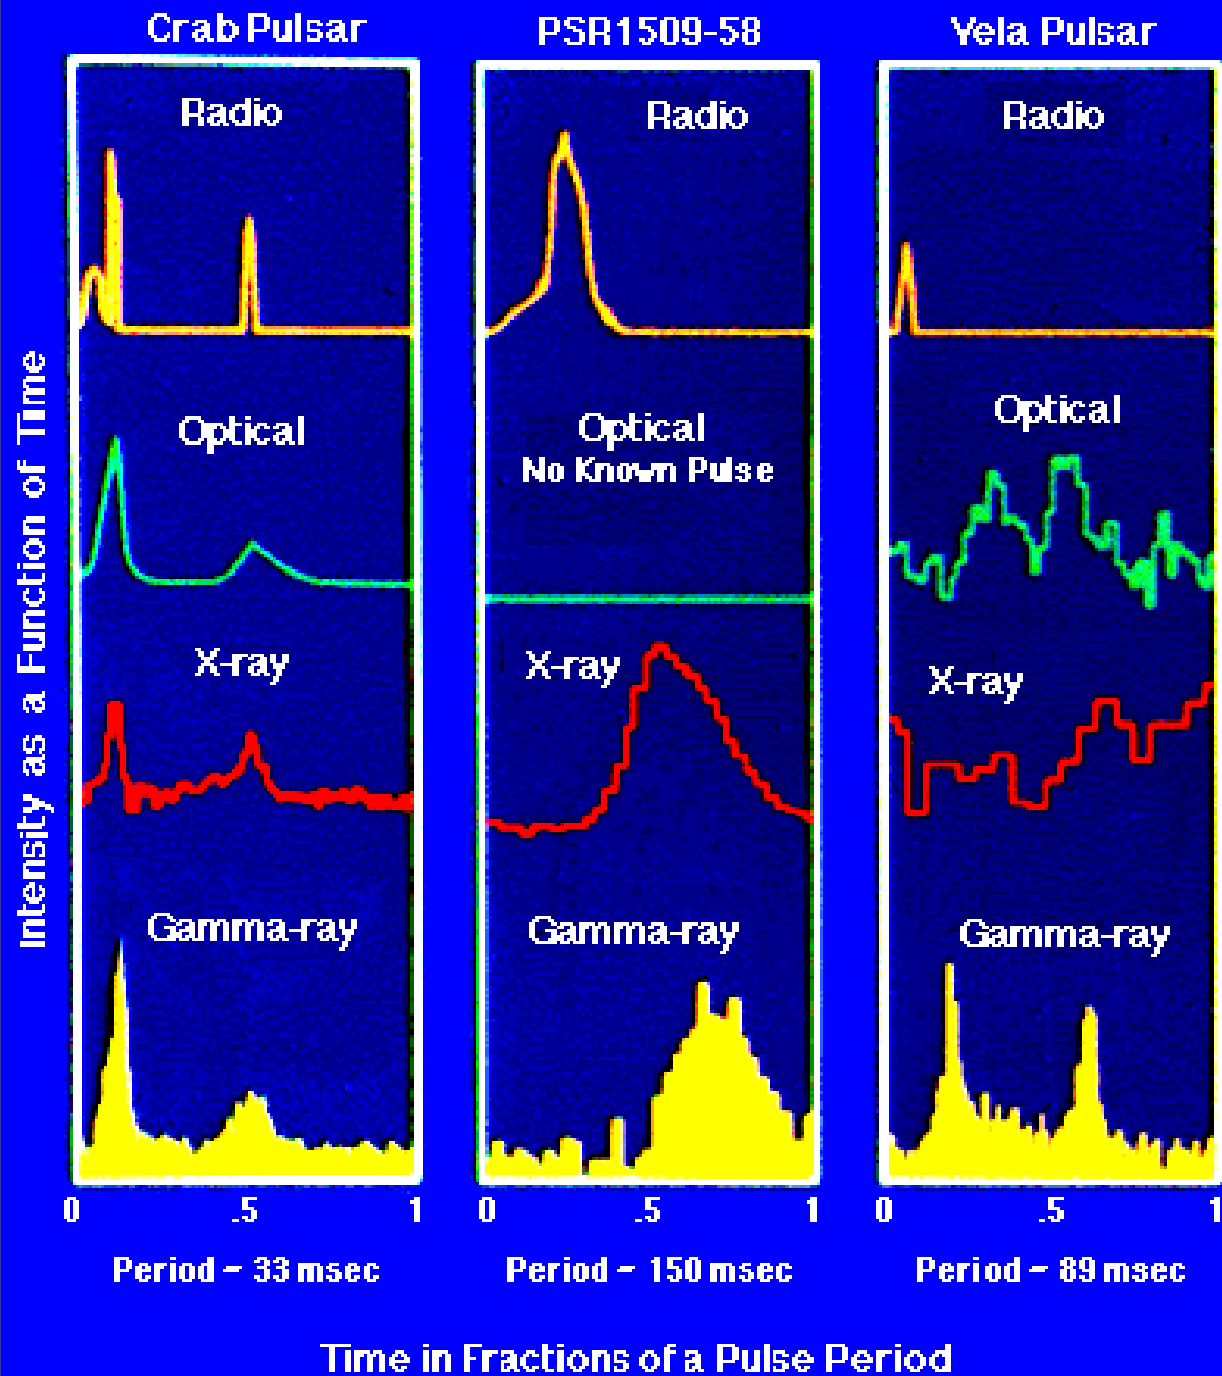 Crab Pulsar
PSR1509-58
Vela Pulsar
Radio
Radio
Radio
Optical
Optical
No Known Pulse
Optical
X-ray
X-ray
X-ray
Gamma-ray
Gamma-ray
Gamma-ray
Intensity as a Function of Time
0 .5 1
0 .5 1
0 .5 1
Period ~ 33 msec
Period ~ 150 msec
Period ~ 89 msec
Time in Fractions of a Pulse Period